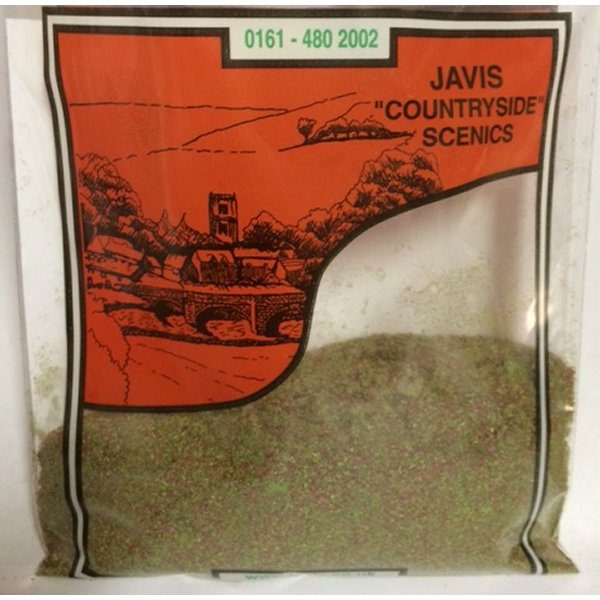 0161 - 480 2002
JAVIS
"COUNTRYSIDE"
SCENICS